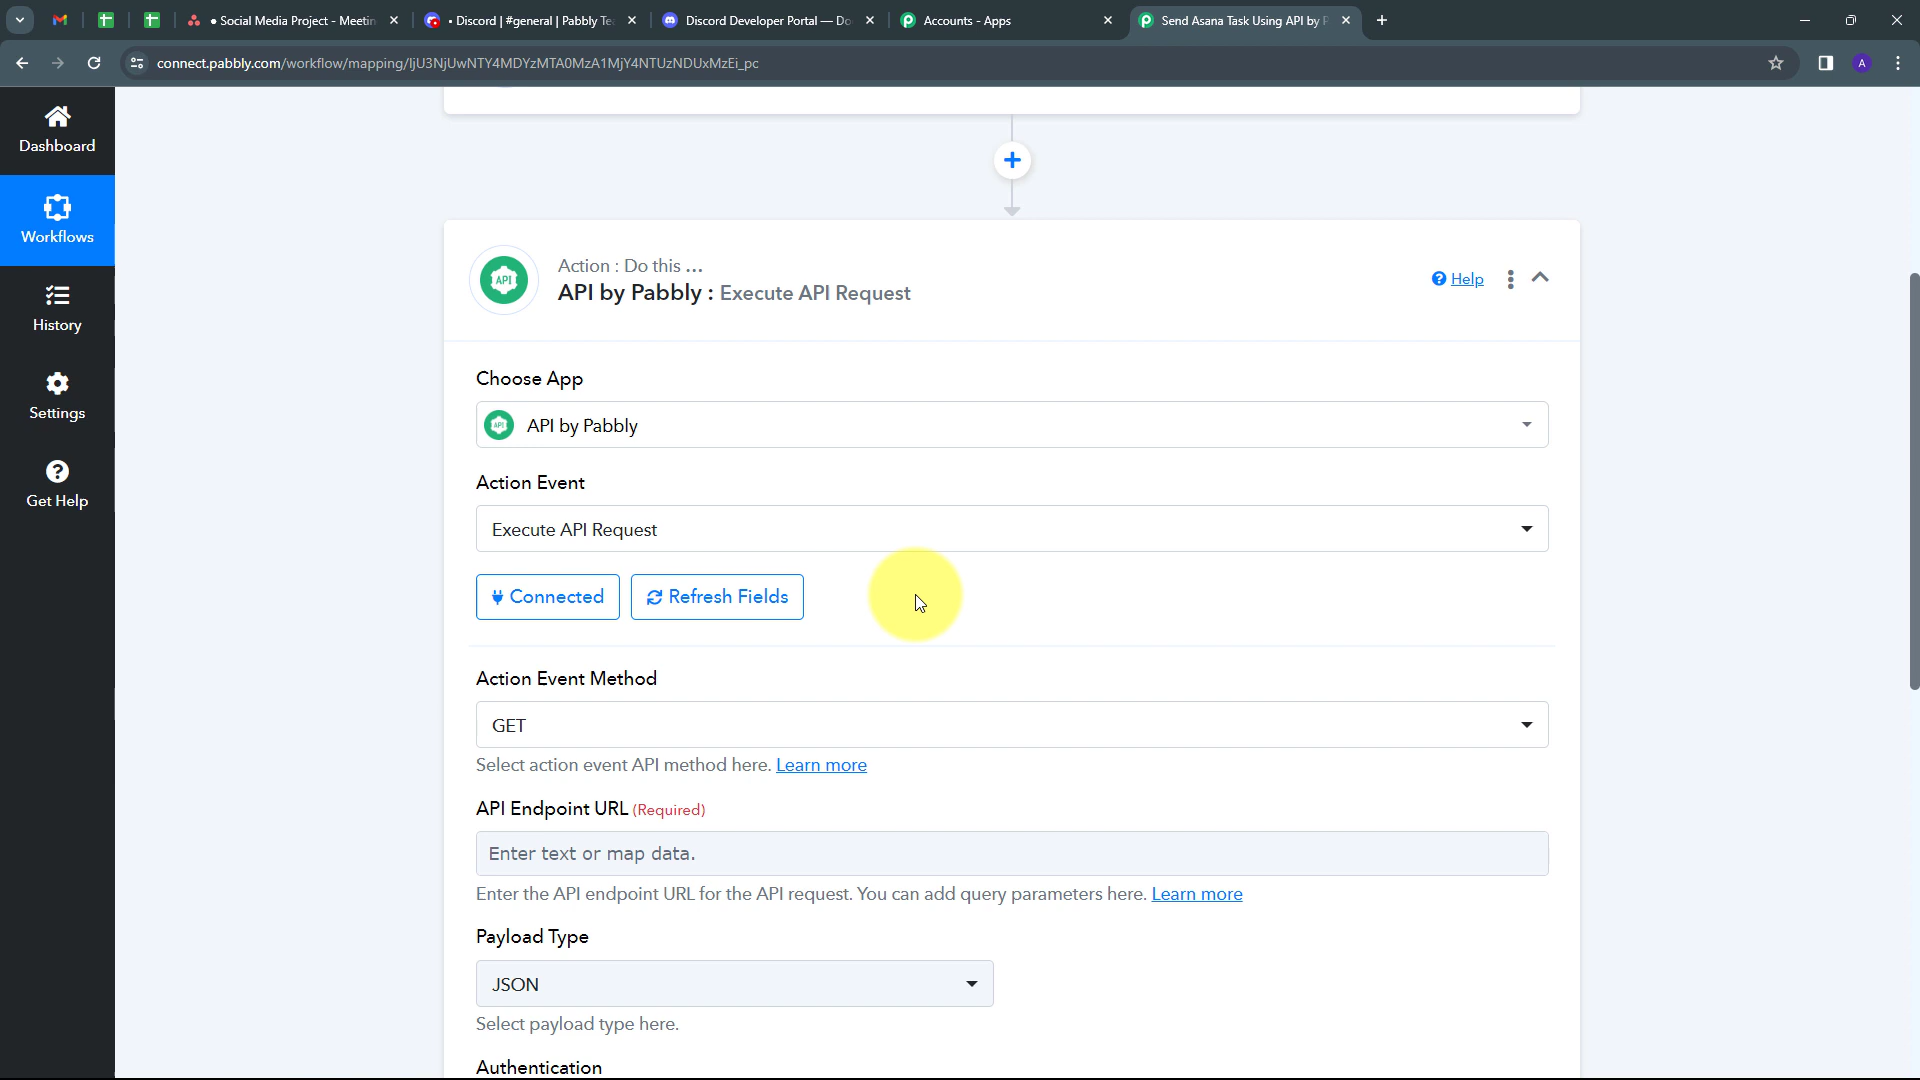 Social Media Project - Meetin
• Discord | #general | Pabbly Te
Discord Developer Portal — Do
Accounts - Apps
Send Asana Task Using API by P
connect.pabbly.com/workflow/mapping/IjU3NjUwNTY4MDYzMTA0MzA1MjY4NTUzNDUxMzEi_pc
A
Dashboard
Workflows
History
Settings
Get Help
Action : Do this ...
API by Pabbly : Execute API Request
Help
Choose App
API
API by Pabbly
Action Event
Execute API Request
Connected
Refresh Fields
Action Event Method
GET
Select action event API method here. Learn more
API Endpoint URL (Required)
Enter text or map data.
Enter the API endpoint URL for the API request. You can add query parameters here. Learn more
Payload Type
JSON
Select payload type here.
Authentication